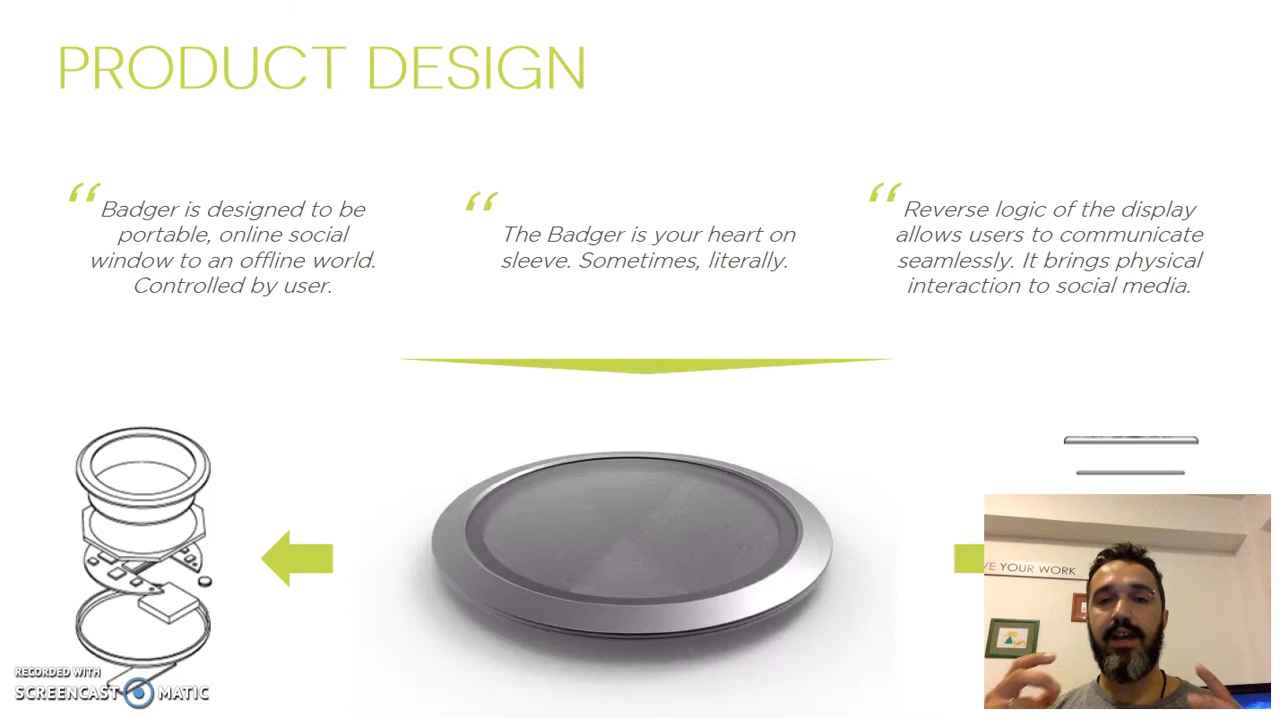 PRODUCT DESIGN
“
Badger is designed to be
portable, online social
window to an offline world.
Controlled by user.
“
The Badger is your heart on
sleeve. Sometimes, literally.
“
Reverse logic of the display
allows users to communicate
seamlessly. It brings physical
interaction to social media.
VE YOUR WORK
RECORDED WITH
SCREENCAST MATIC